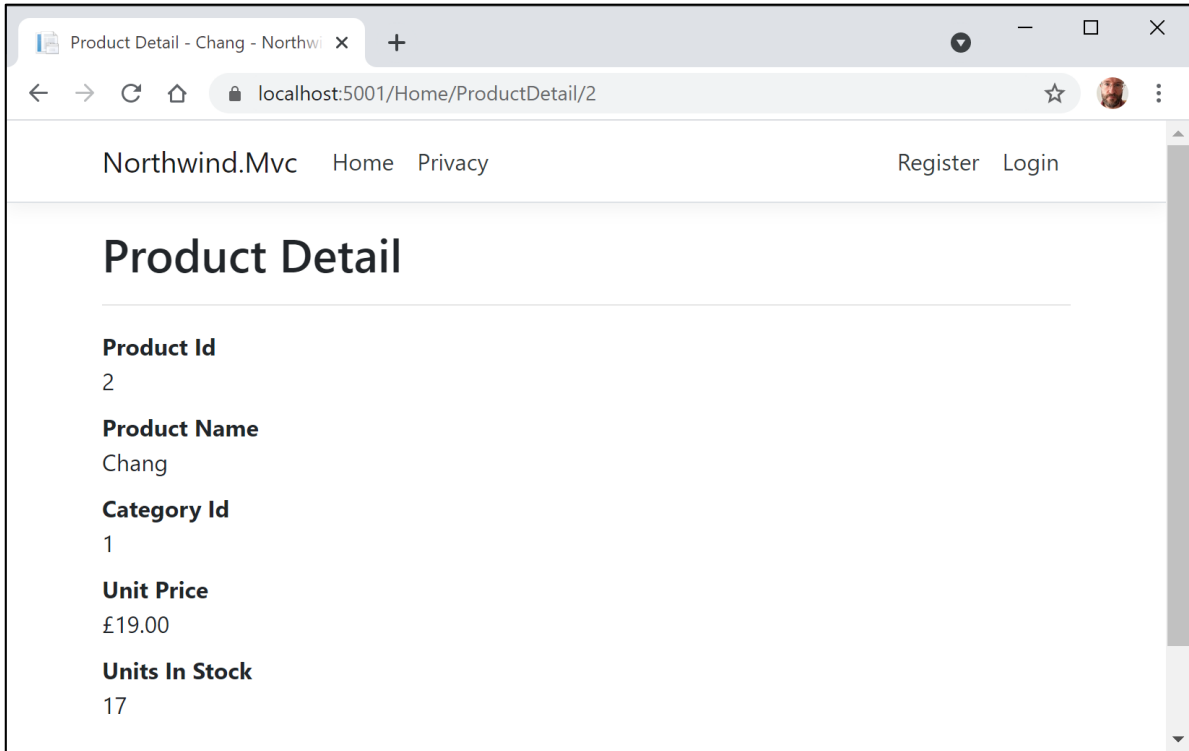 Product Detail - Chang - Northwi
localhost:5001/Home/ProductDetail/2
Northwind.Mvc Home Privacy Register Login
Product Detail
Product Id
2
Product Name
Chang
Category Id
1
Unit Price
£19.00
Units In Stock
17